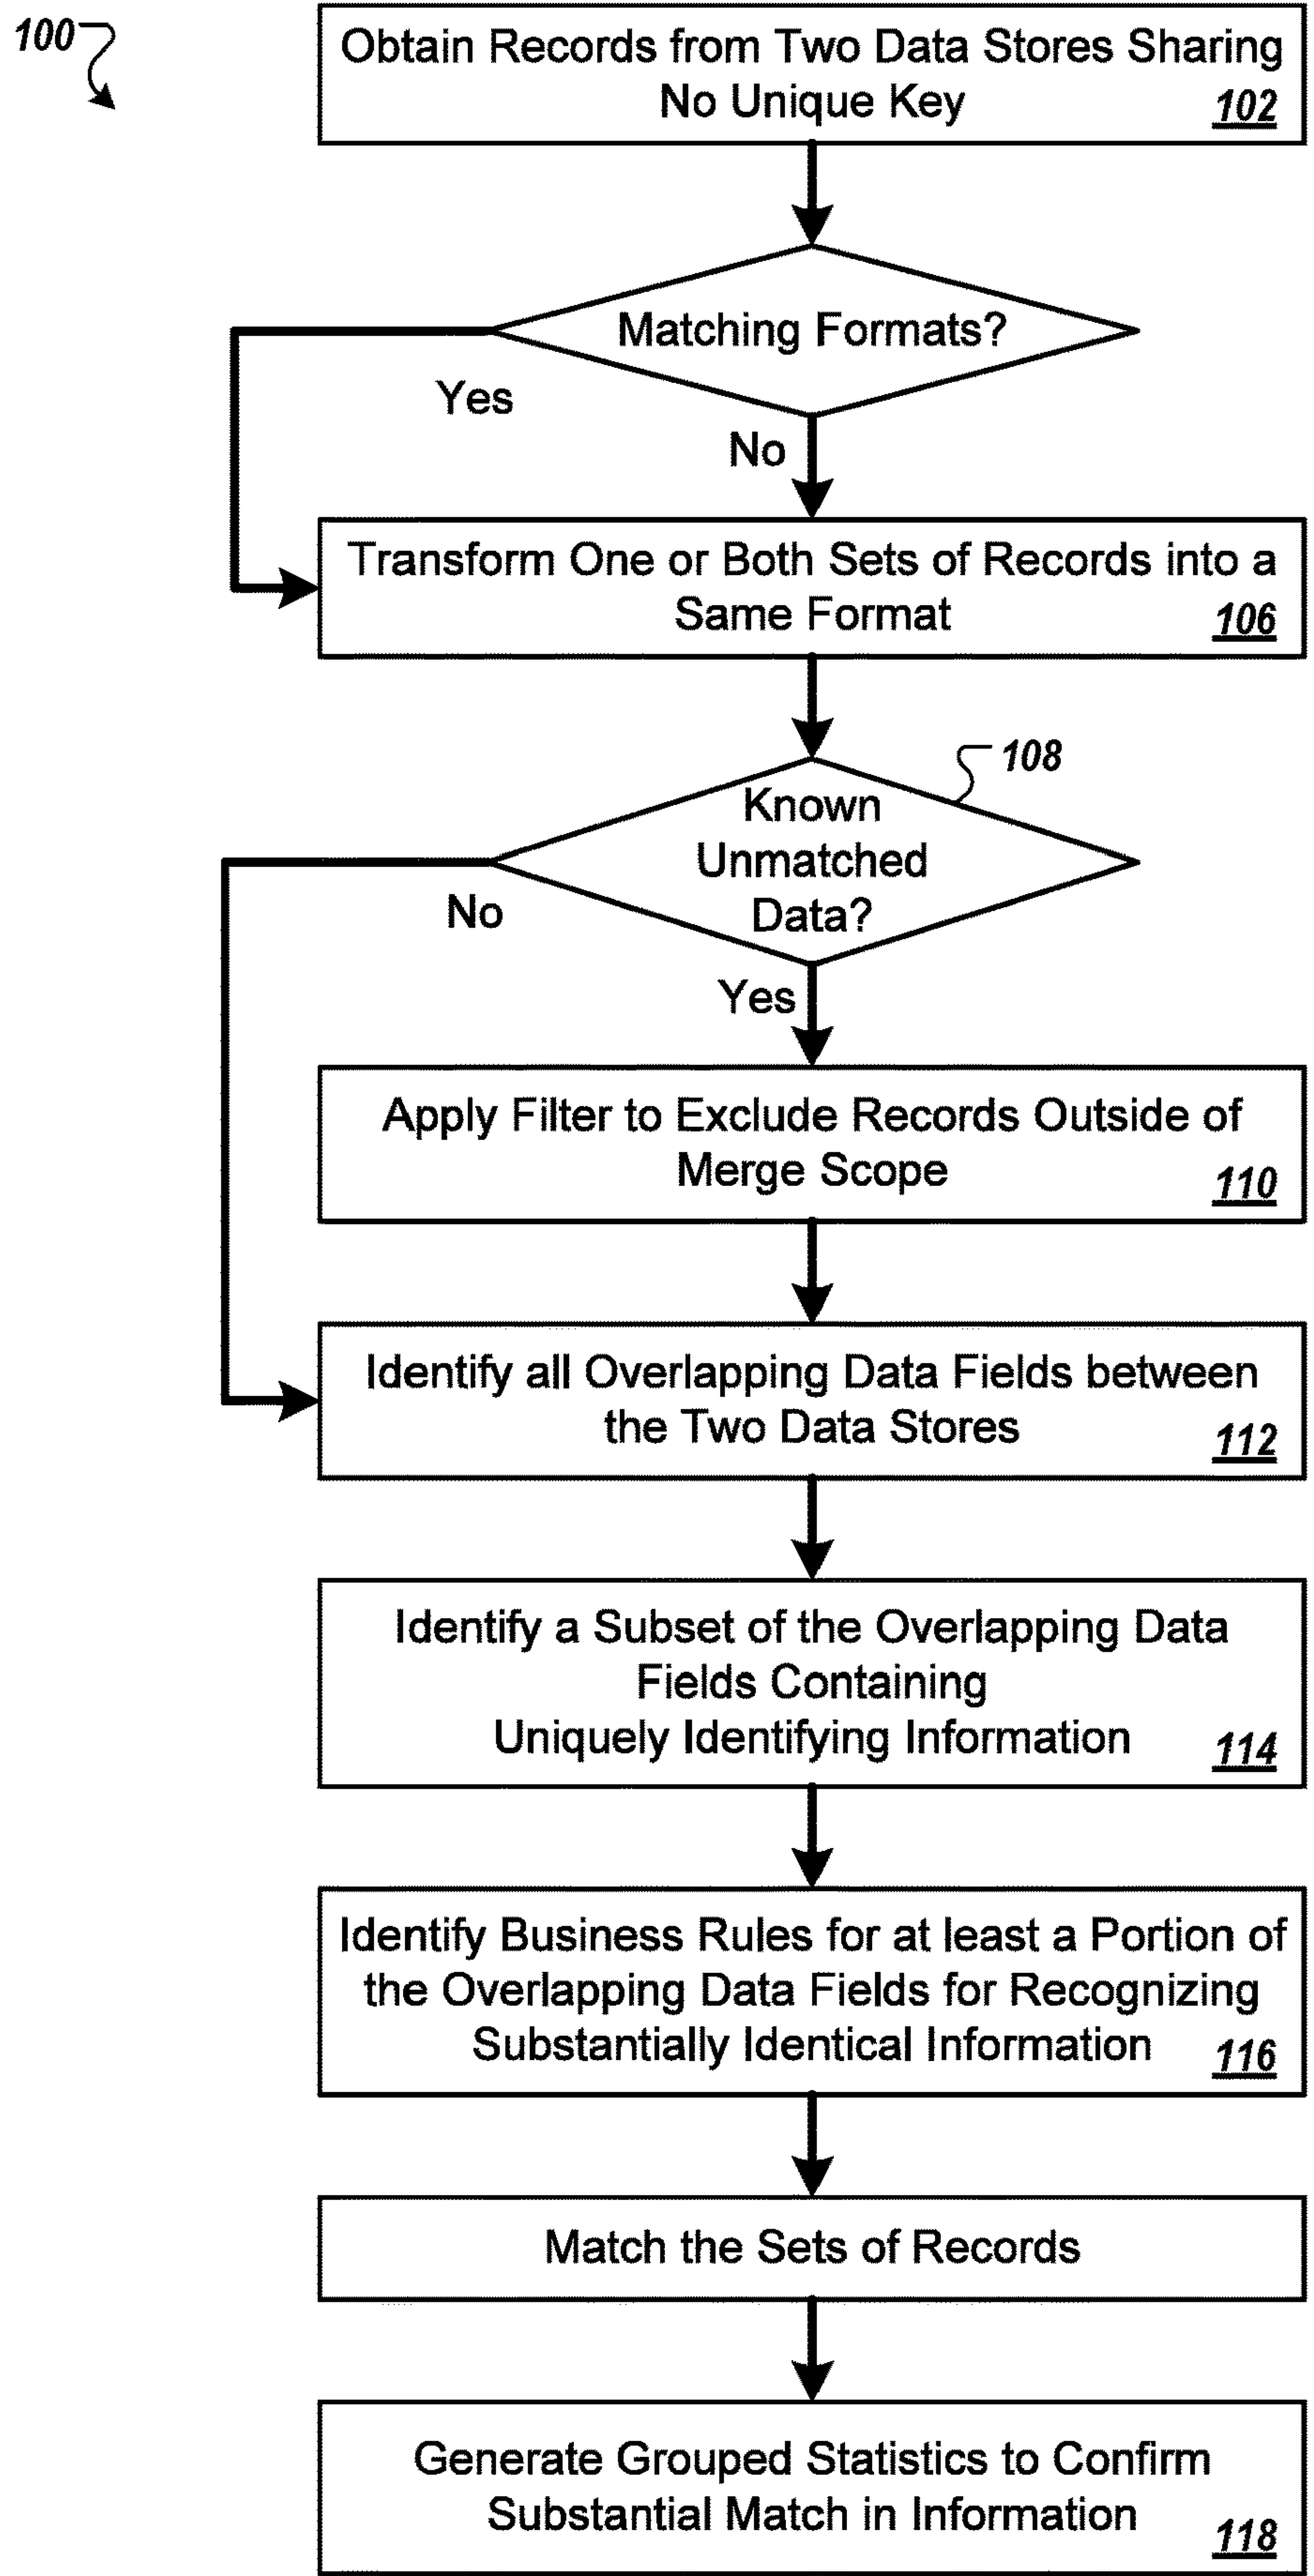 100
Obtain Records from Two Data Stores Sharing
No Unique Key
102
Matching Formats?
Yes
No
Transform One or Both Sets of Records into a
Same Format
106
108
Known
Unmatched
Data?
No
Yes
Apply Filter to Exclude Records Outside of
Merge Scope
110
Identify all Overlapping Data Fields between
the Two Data Stores
112
Identify a Subset of the Overlapping Data
Fields Containing
Uniquely Identifying Information
114
Identify Business Rules for at least a Portion of
the Overlapping Data Fields for Recognizing
Substantially Identical Information
116
Match the Sets of Records
Generate Grouped Statistics to Confirm
Substantial Match in Information
118